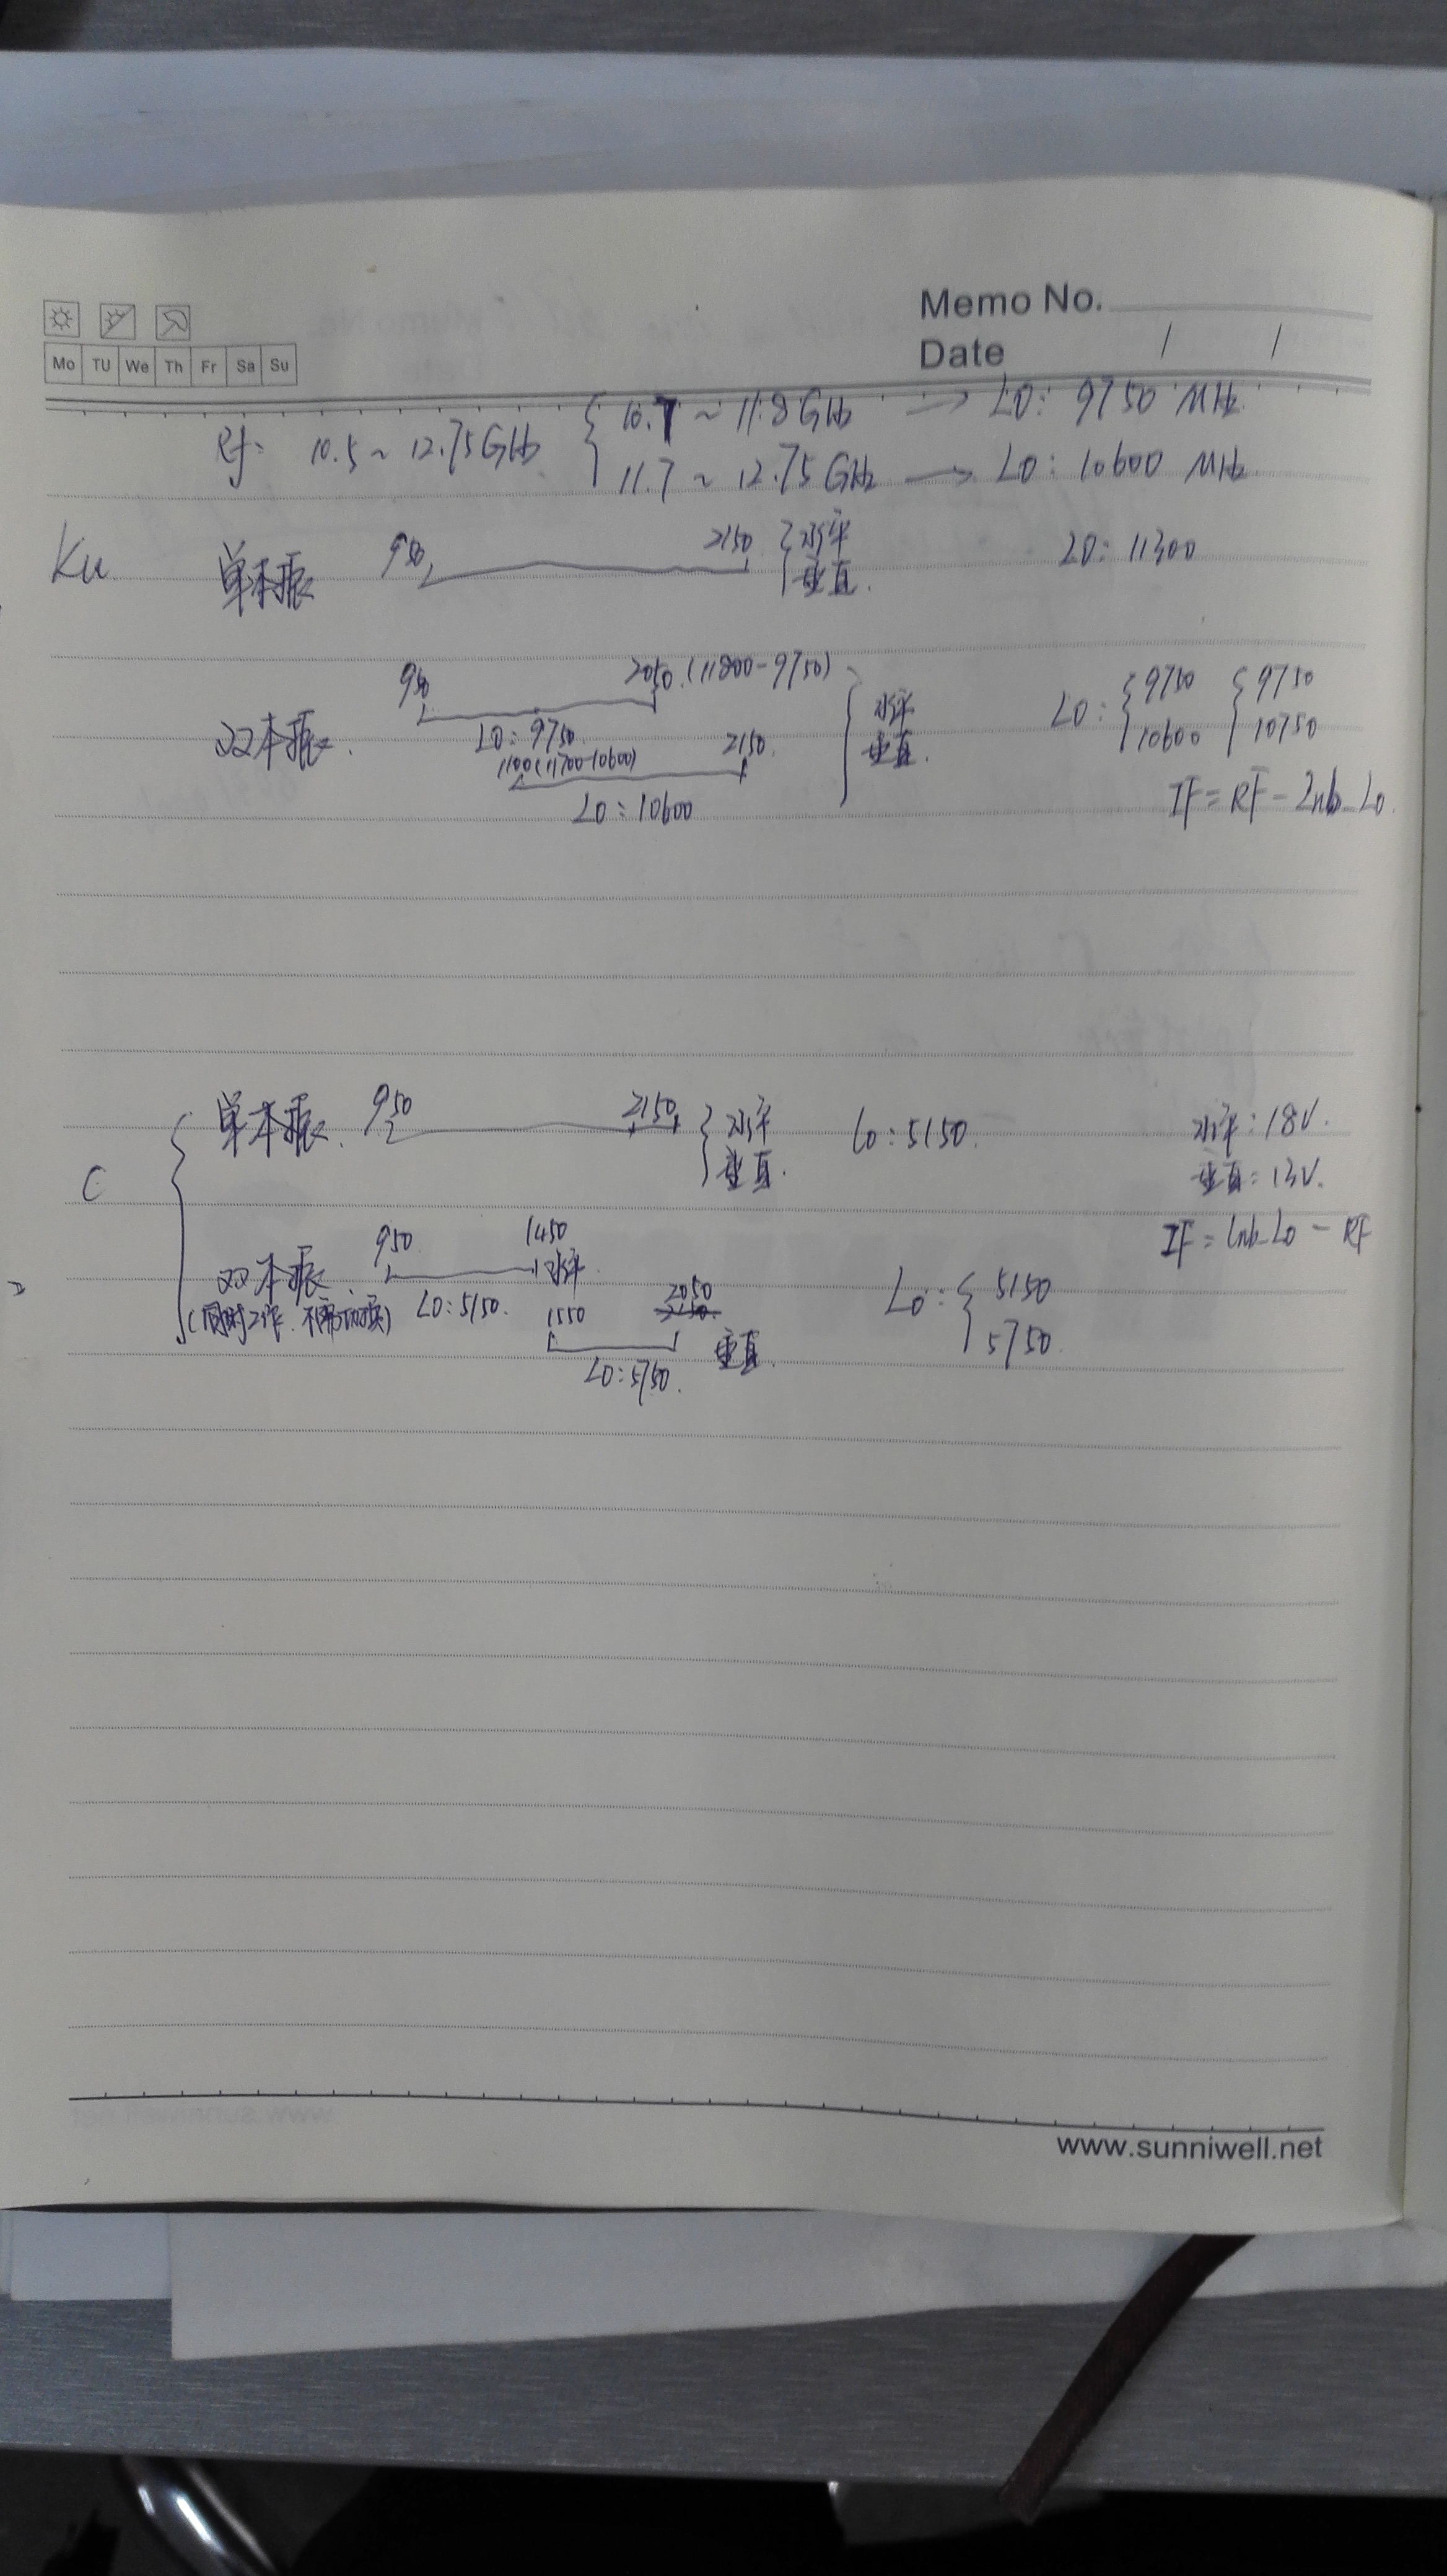 Memo No.
Date / /
Mo TU We Th Fr Sa Su
Rf: 10.5 ~ 12.75 GHz { 10.7 ~ 11.8 GHz → LO: 9750 MHz
11.7 ~ 12.75 GHz → LO: 10600 MHz
Ku 单本振 950 2150 { 水平 LO: 11300
垂直.
950 2050 (11800-9750)
双本振. LO: 9750 { 水平 LO: { 9750 { 9750
垂直. 10600 10750
1100 (11700-10600) 2150
LO: 10600
IF = RF - Lnb_Lo
C { 单本振. 950 2150 { 水平 Lo: 5150. 水平: 18V.
垂直. 垂直: 13V.
IF = Lnb_Lo - RF
双本振. 950 1450 水平
(同时工作. 不需切换) LO: 5150. 1550 2050 垂直. Lo: { 5150
5750
LO: 5750.
www.sunniwell.net